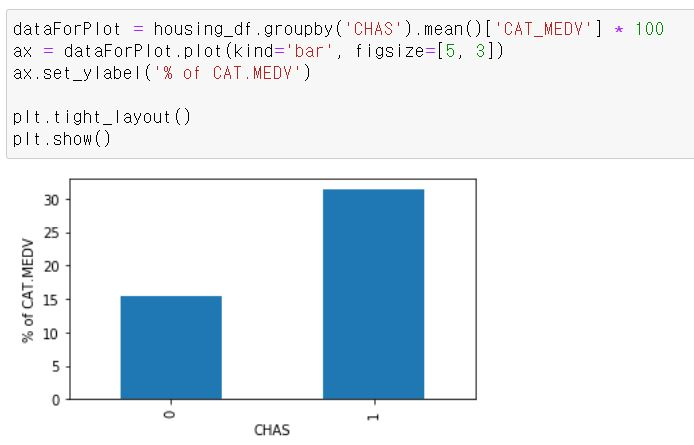 dataForPlot = housing_df.groupby('CHAS').mean()['CAT_MEDV'] * 100
ax = dataForPlot.plot(kind='bar', figsize=[5, 3])
ax.set_ylabel('% of CAT.MEDV')
plt.tight_layout()
plt.show()
30
25
20
15
10
5
0
% of CAT.MEDV
0
1
CHAS